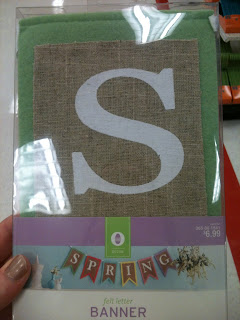 S
$6.99
SPRING
felt letter
BANNER